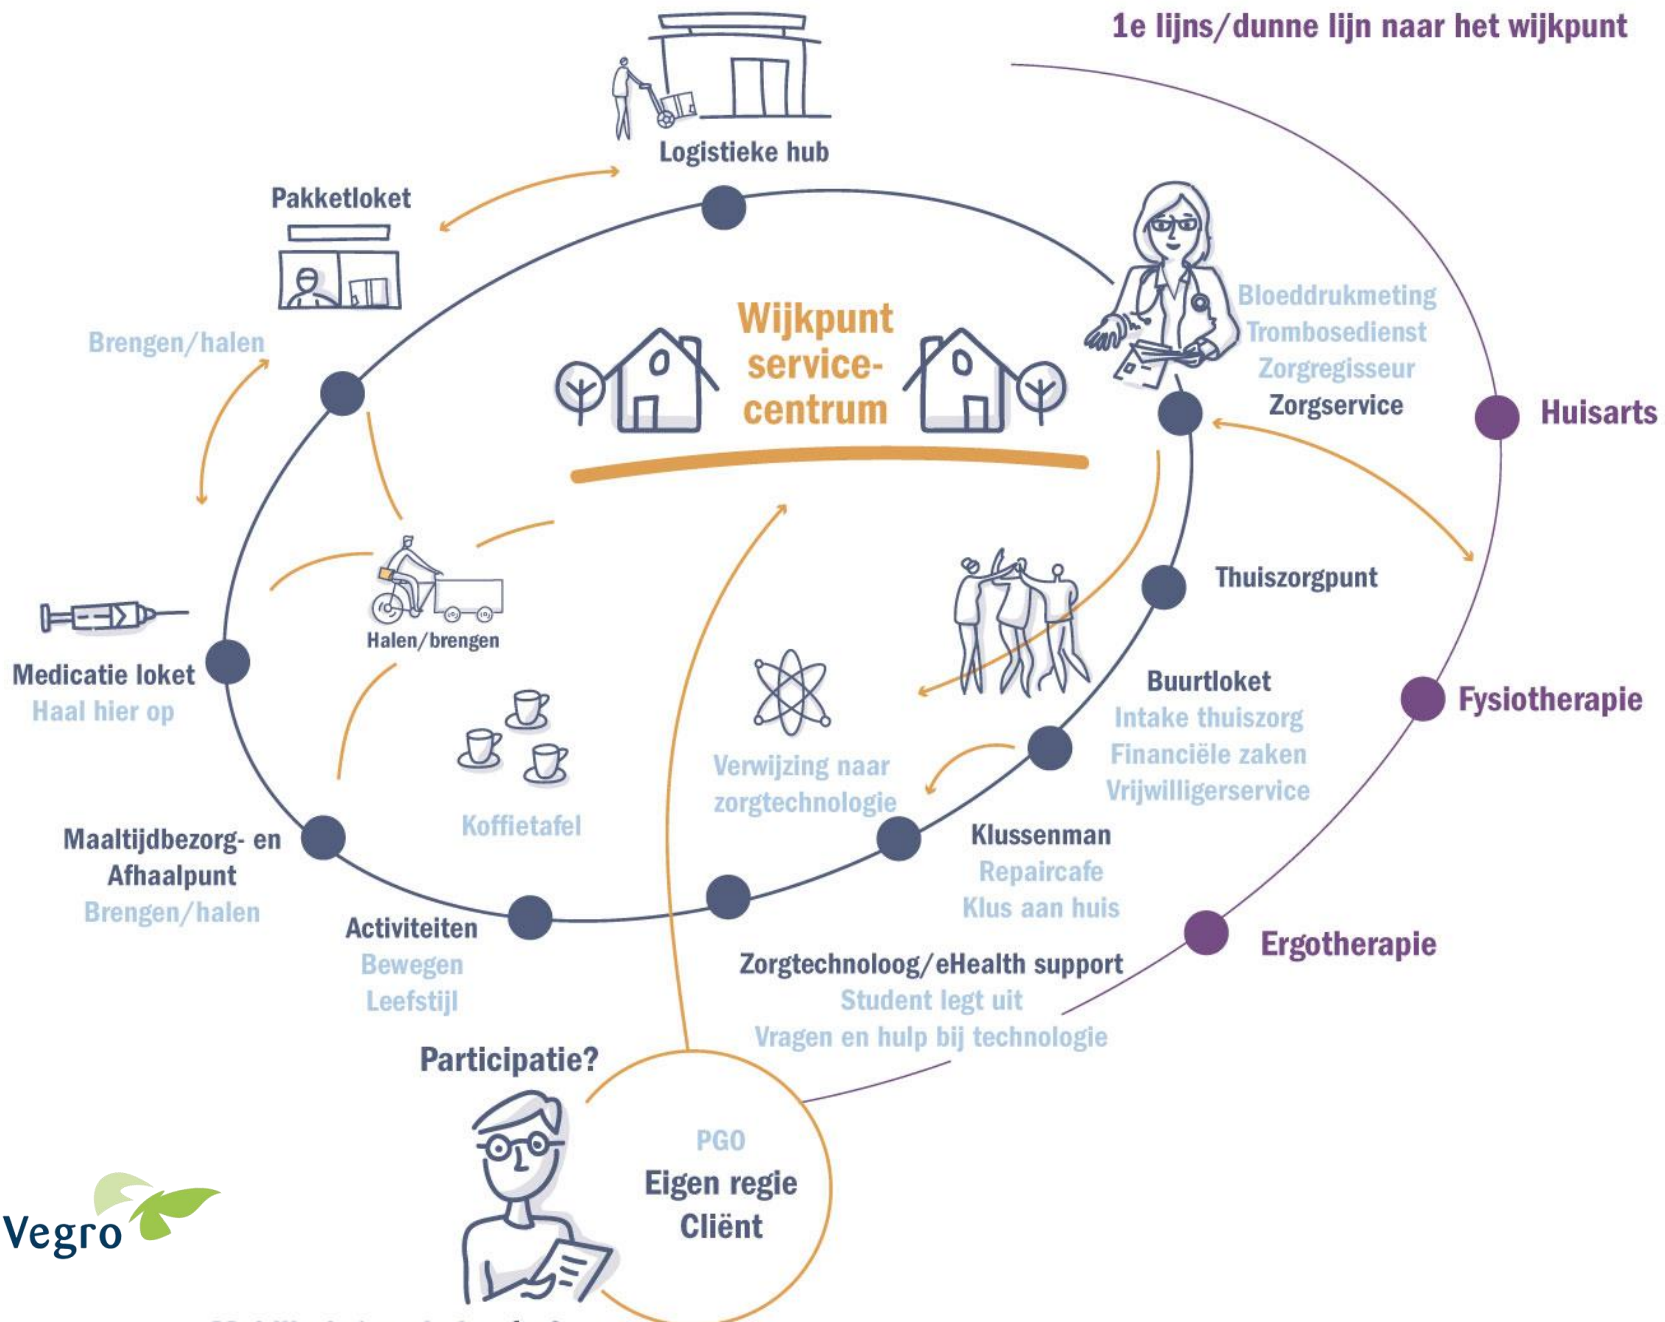 1e lijns/dunne lijn naar het wijkpunt
Logistieke hub
Pakketloket
Brengen/halen
Wijkpunt
service-
centrum
Bloeddrukmeting
Trombosedienst
Zorgregisseur
Zorgservice
Huisarts
Thuiszorgpunt
Halen/brengen
Medicatie loket
Haal hier op
Buurtloket
Intake thuiszorg
Financiële zaken
Vrijwilligerservice
Fysiotherapie
Verwijzing naar
zorgtechnologie
Koffietafel
Klussenman
Repaircafe
Klus aan huis
Maaltijdbezorg- en
Afhaalpunt
Brengen/halen
Activiteiten
Bewegen
Leefstijl
Ergotherapie
Zorgtechnoloog/eHealth support
Student legt uit
Vragen en hulp bij technologie
Participatie?
PGO
Eigen regie
Cliënt
Vegro